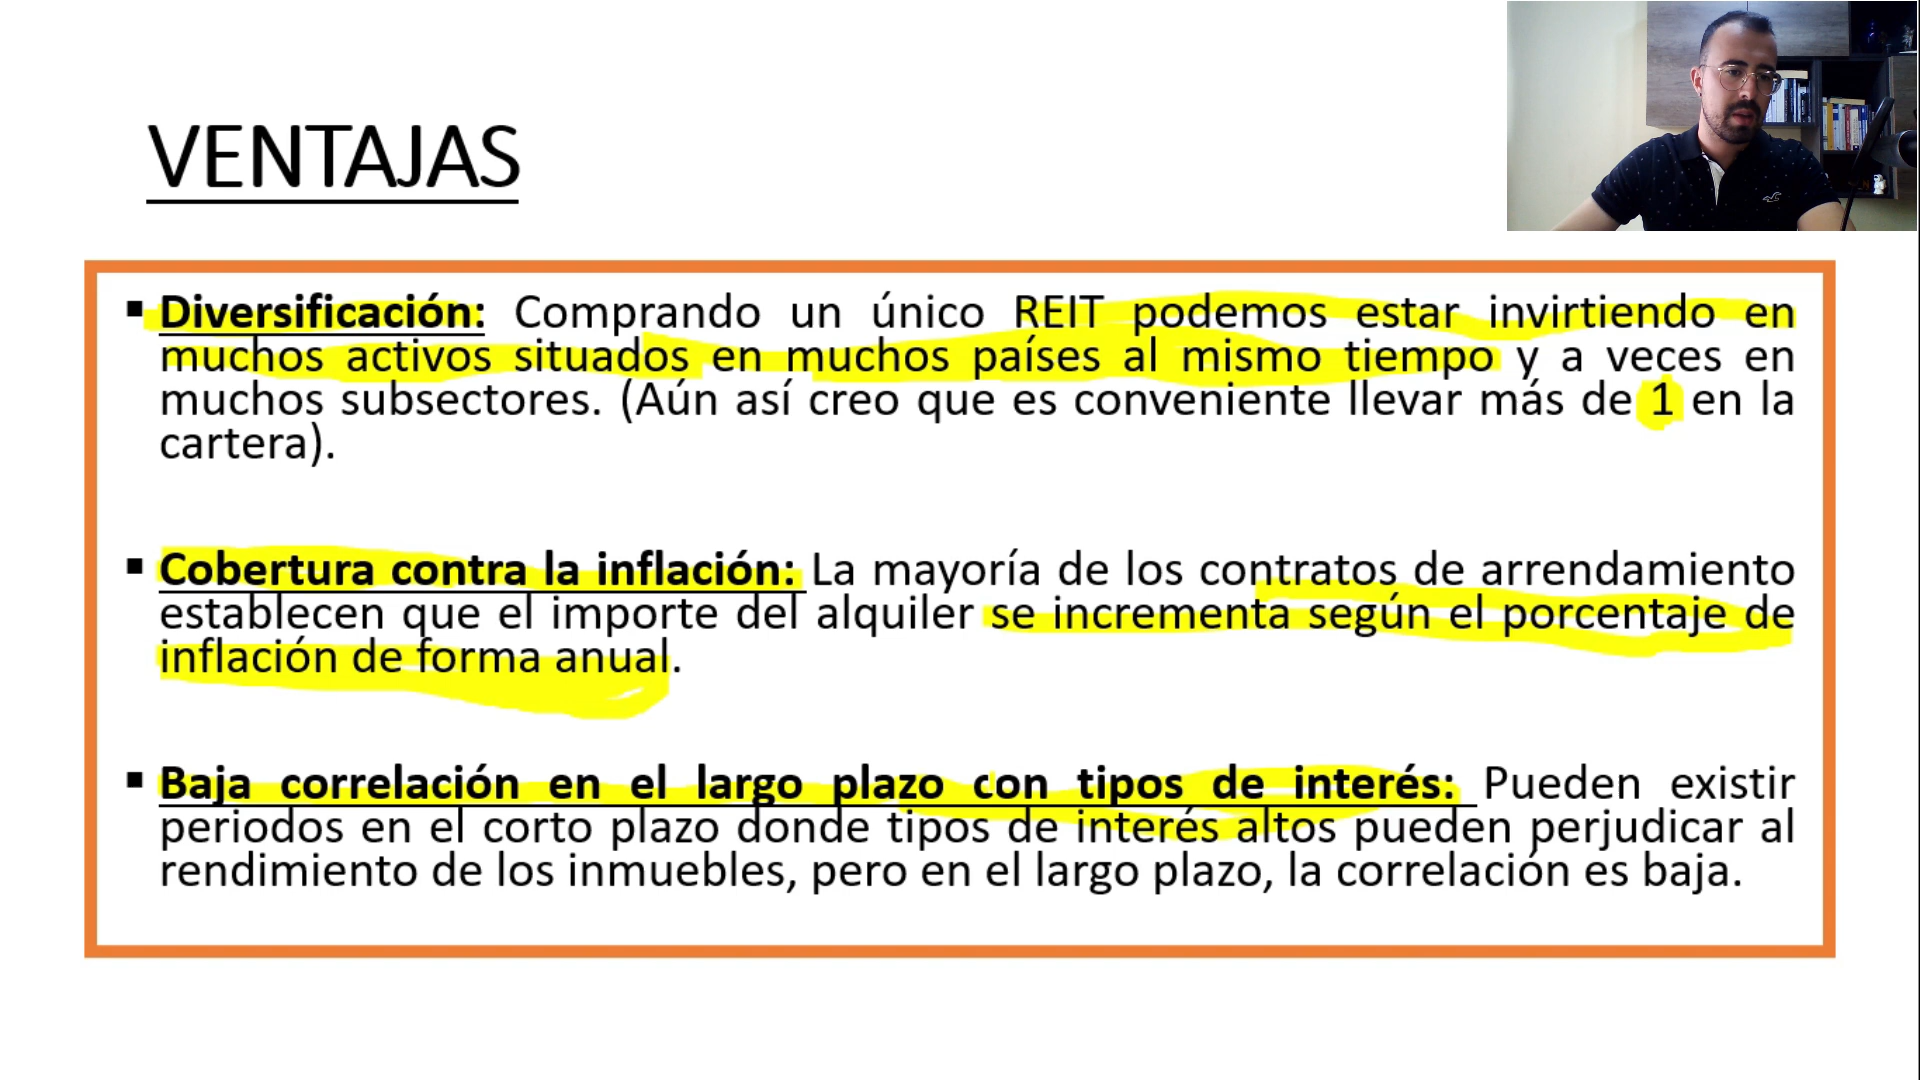 VENTAJAS
▪ Diversificación: Comprando un único REIT podemos estar invirtiendo en
muchos activos situados en muchos países al mismo tiempo y a veces en
muchos subsectores. (Aún así creo que es conveniente llevar más de 1 en la
cartera).
▪ Cobertura contra la inflación: La mayoría de los contratos de arrendamiento
establecen que el importe del alquiler se incrementa según el porcentaje de
inflación de forma anual.
▪ Baja correlación en el largo plazo con tipos de interés: Pueden existir
periodos en el corto plazo donde tipos de interés altos pueden perjudicar al
rendimiento de los inmuebles, pero en el largo plazo, la correlación es baja.